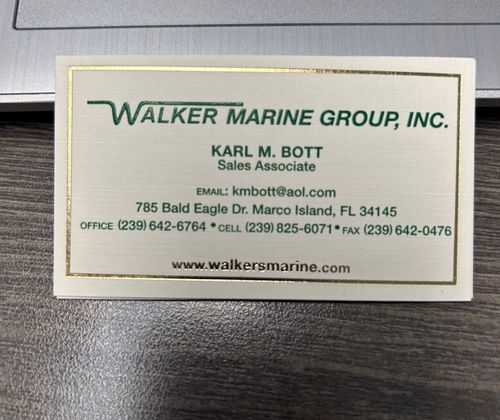 WALKER MARINE GROUP, INC.
KARL M. BOTT
Sales Associate
EMAIL: kmbott@aol.com
785 Bald Eagle Dr. Marco Island, FL 34145
OFFICE (239) 642-6764 • CELL (239) 825-6071 • FAX (239) 642-0476
www.walkersmarine.com